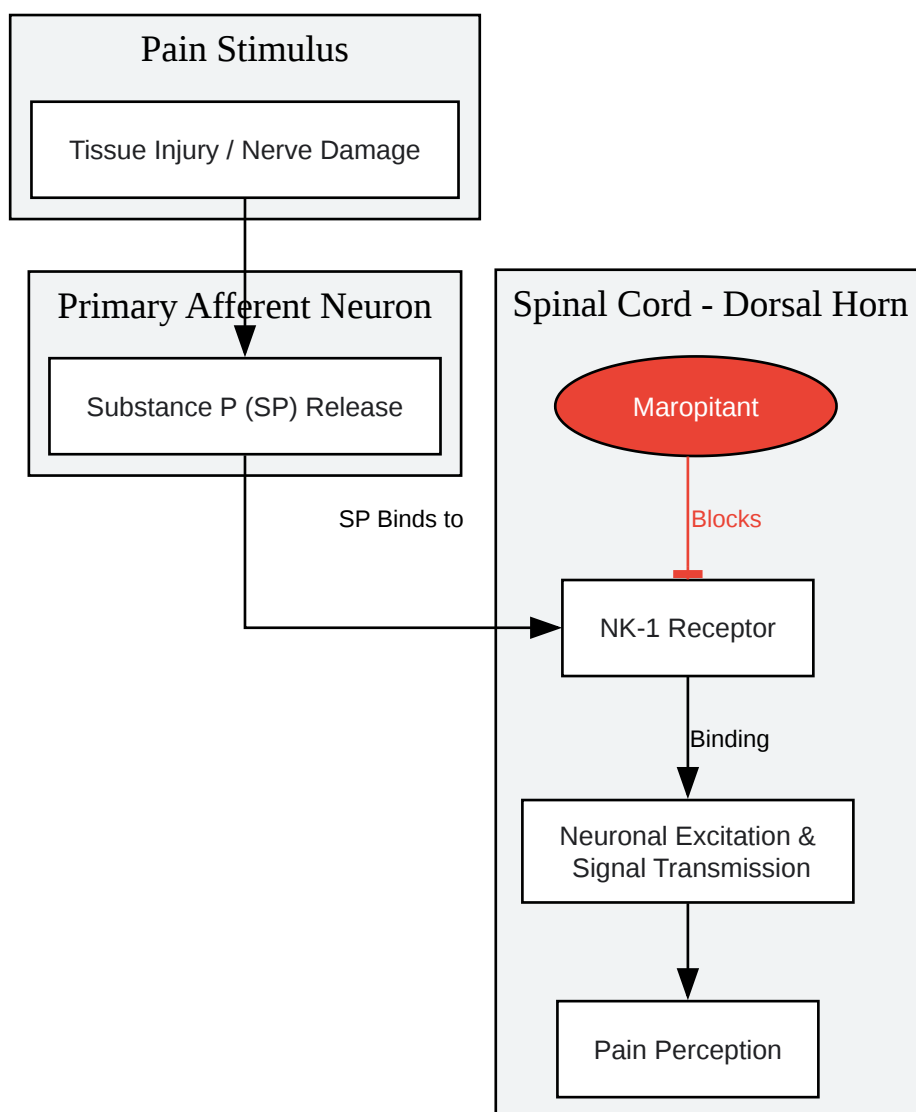 Pain Stimulus
Tissue Injury / Nerve Damage
Primary Afferent Neuron
Substance P (SP) Release
SP Binds to
Spinal Cord - Dorsal Horn
Maropitant
Blocks
NK-1 Receptor
Binding
Neuronal Excitation &
Signal Transmission
Pain Perception